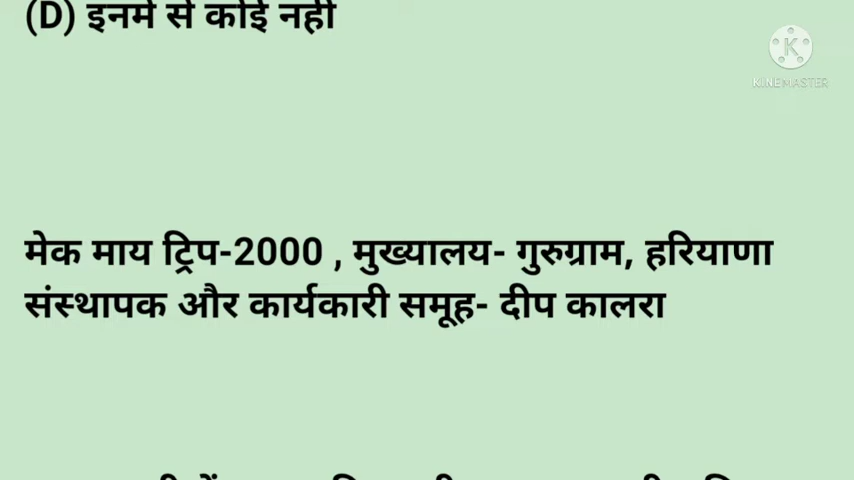 (D) इनमें से कोई नहीं
KINEMASTER
मेक माय ट्रिप-2000 , मुख्यालय- गुरुग्राम, हरियाणा
संस्थापक और कार्यकारी समूह- दीप कालरा